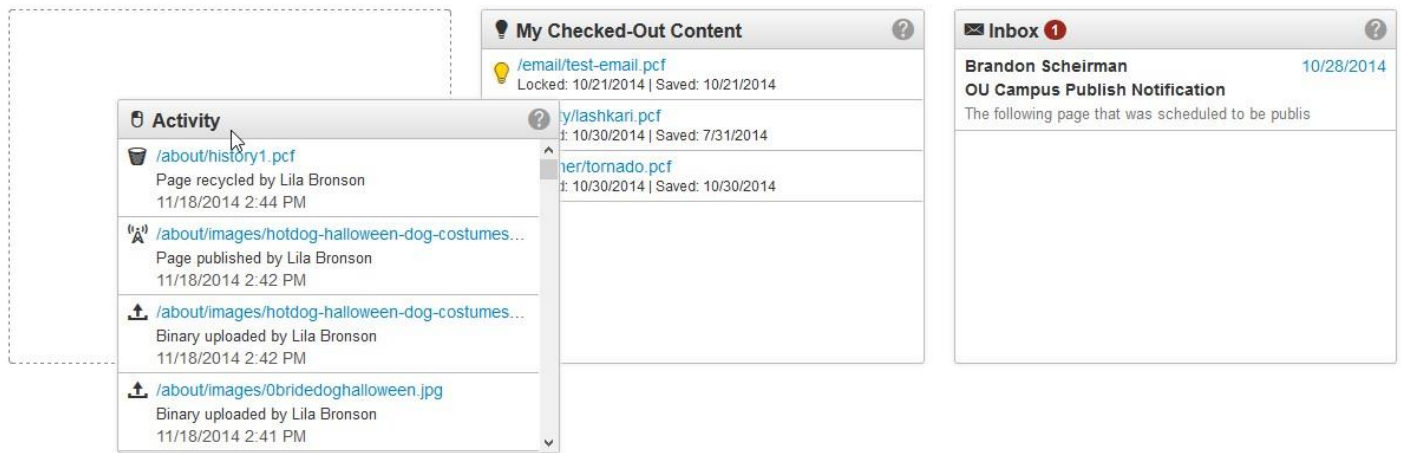 My Checked-Out Content
/email/test-email.pcf
Locked: 10/21/2014 | Saved: 10/21/2014
ty/lashkari.pcf
d: 10/30/2014 | Saved: 7/31/2014
ner/tornado.pcf
d: 10/30/2014 | Saved: 10/30/2014
Inbox 1
Brandon Scheirman 10/28/2014
OU Campus Publish Notification
The following page that was scheduled to be publis
Activity
/about/history1.pcf
Page recycled by Lila Bronson
11/18/2014 2:44 PM
/about/images/hotdog-halloween-dog-costumes...
Page published by Lila Bronson
11/18/2014 2:42 PM
/about/images/hotdog-halloween-dog-costumes...
Binary uploaded by Lila Bronson
11/18/2014 2:42 PM
/about/images/0bridedoghalloween.jpg
Binary uploaded by Lila Bronson
11/18/2014 2:41 PM